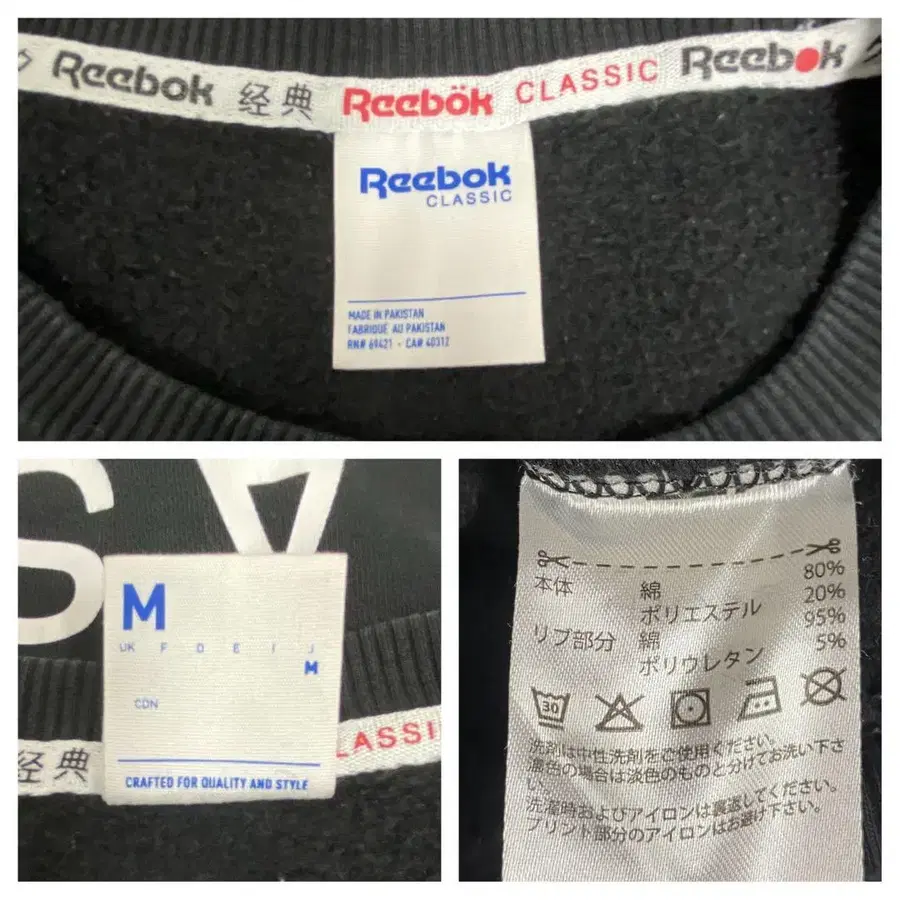 Reebok 经典 Reebök CLASSIC Reebok
Reebok
CLASSIC
MADE IN PAKISTAN
FABRIQUÉ AU PAKISTAN
RN# 69421 - CA# 40312
S A
M
UK F D E I J
M
CDN
经典 LASSIC
CRAFTED FOR QUALITY AND STYLE
本体 綿 80%
ポリエステル 20%
リブ部分 綿 95%
ポリウレタン 5%
30
洗剤は中性洗剤をご使用ください。
濃色の場合は淡色のものと分けてお洗い下さ
い。
洗濯時およびアイロンは裏返してください。
プリント部分のアイロンはお避け下さい。